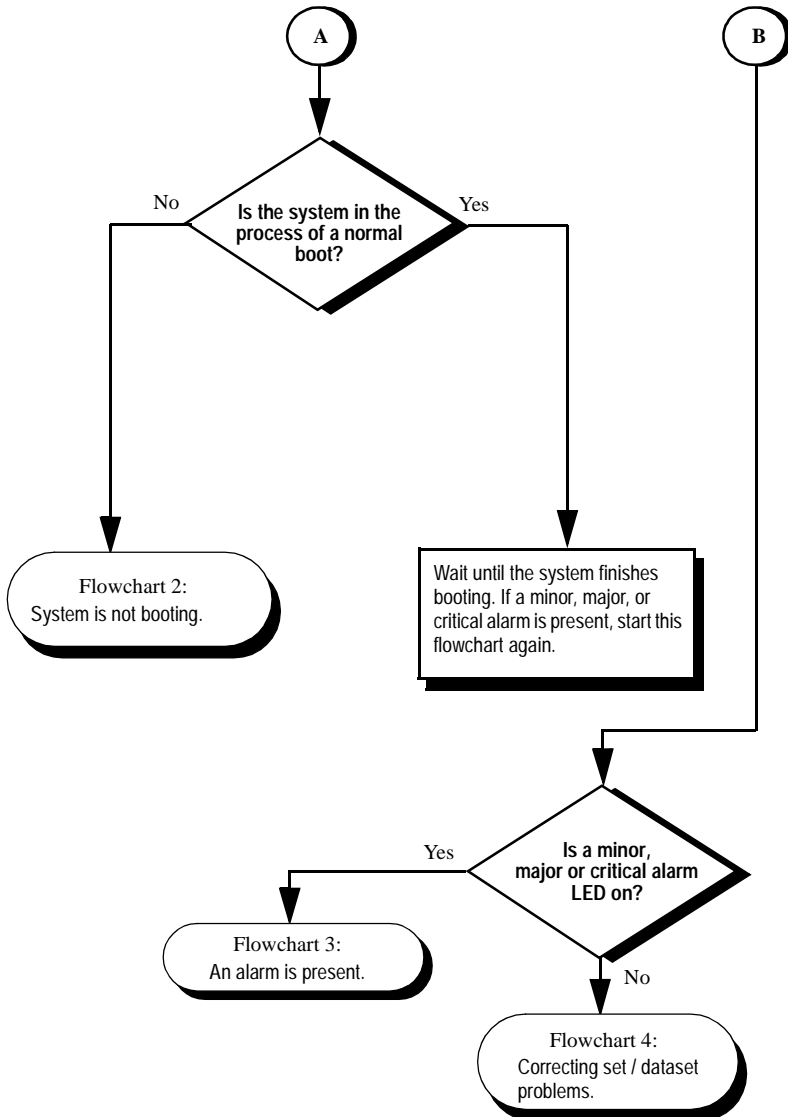 A
B
No
Yes
Is the system in the
process of a normal
boot?
Flowchart 2:
System is not booting.
Wait until the system finishes
booting. If a minor, major, or
critical alarm is present, start this
flowchart again.
Yes
Is a minor,
major or critical alarm
LED on?
Flowchart 3:
An alarm is present.
No
Flowchart 4:
Correcting set / dataset
problems.